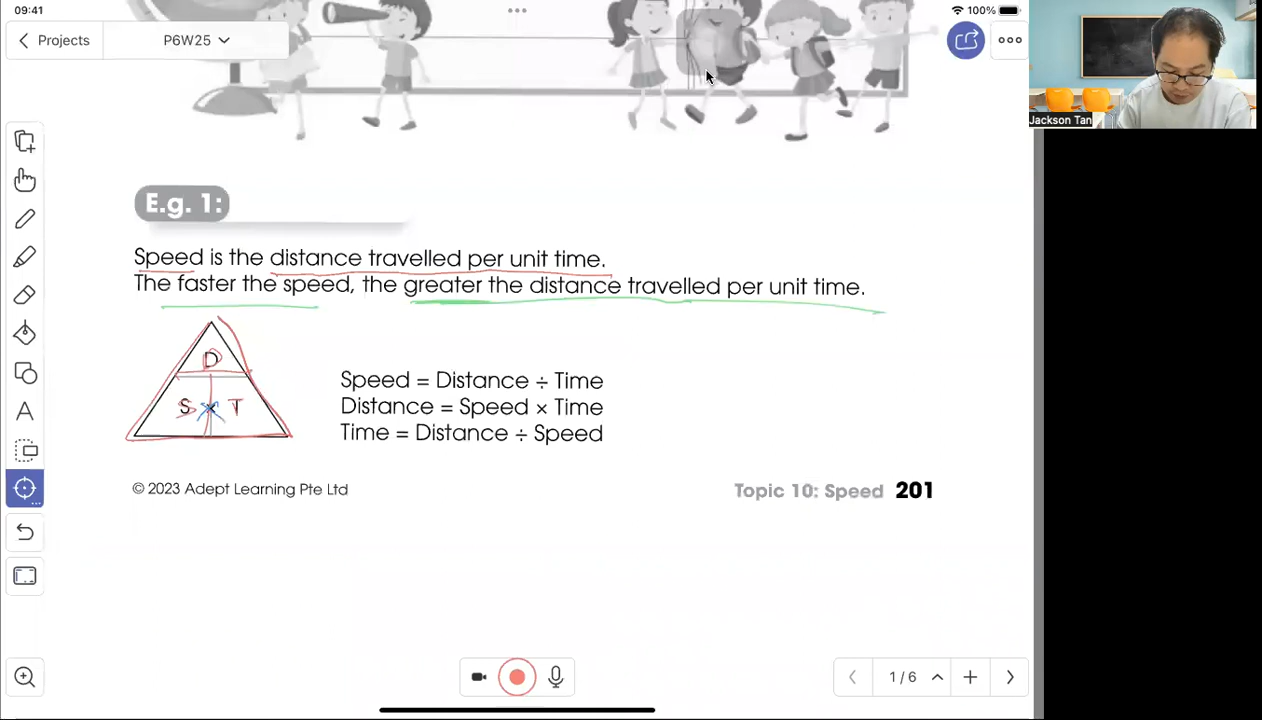 09:41
100%
Projects
P6W25
Jackson Tan
E.g. 1:
Speed is the distance travelled per unit time.
The faster the speed, the greater the distance travelled per unit time.
D
S × T
Speed = Distance ÷ Time
Distance = Speed × Time
Time = Distance ÷ Speed
© 2023 Adept Learning Pte Ltd
Topic 10: Speed 201
A
1 / 6